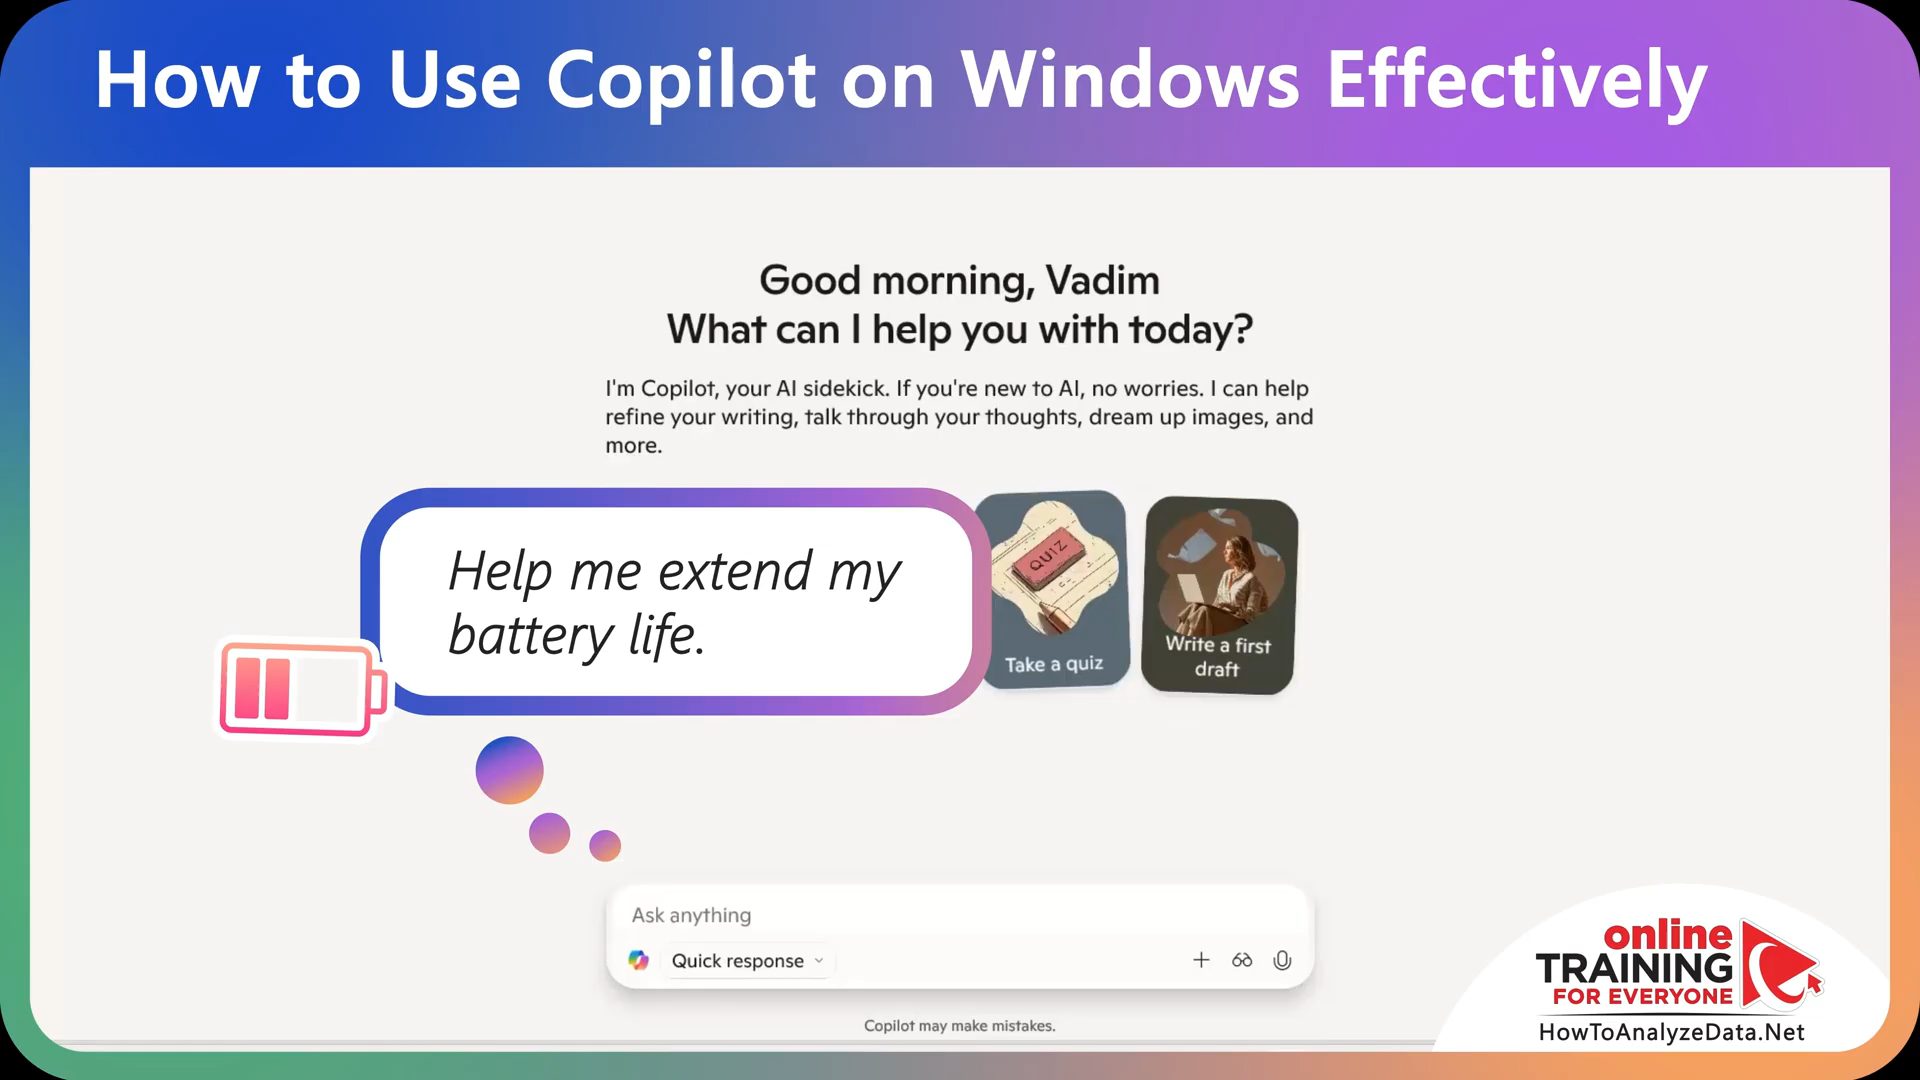 How to Use Copilot on Windows Effectively
Good morning, Vadim
What can I help you with today?
I'm Copilot, your AI sidekick. If you're new to AI, no worries. I can help
refine your writing, talk through your thoughts, dream up images, and
more.
Help me extend my
battery life.
QUIZ
Take a quiz
Write a first
draft
Ask anything
Quick response
Copilot may make mistakes.
online
TRAINING
FOR EVERYONE
HowToAnalyzeData.Net